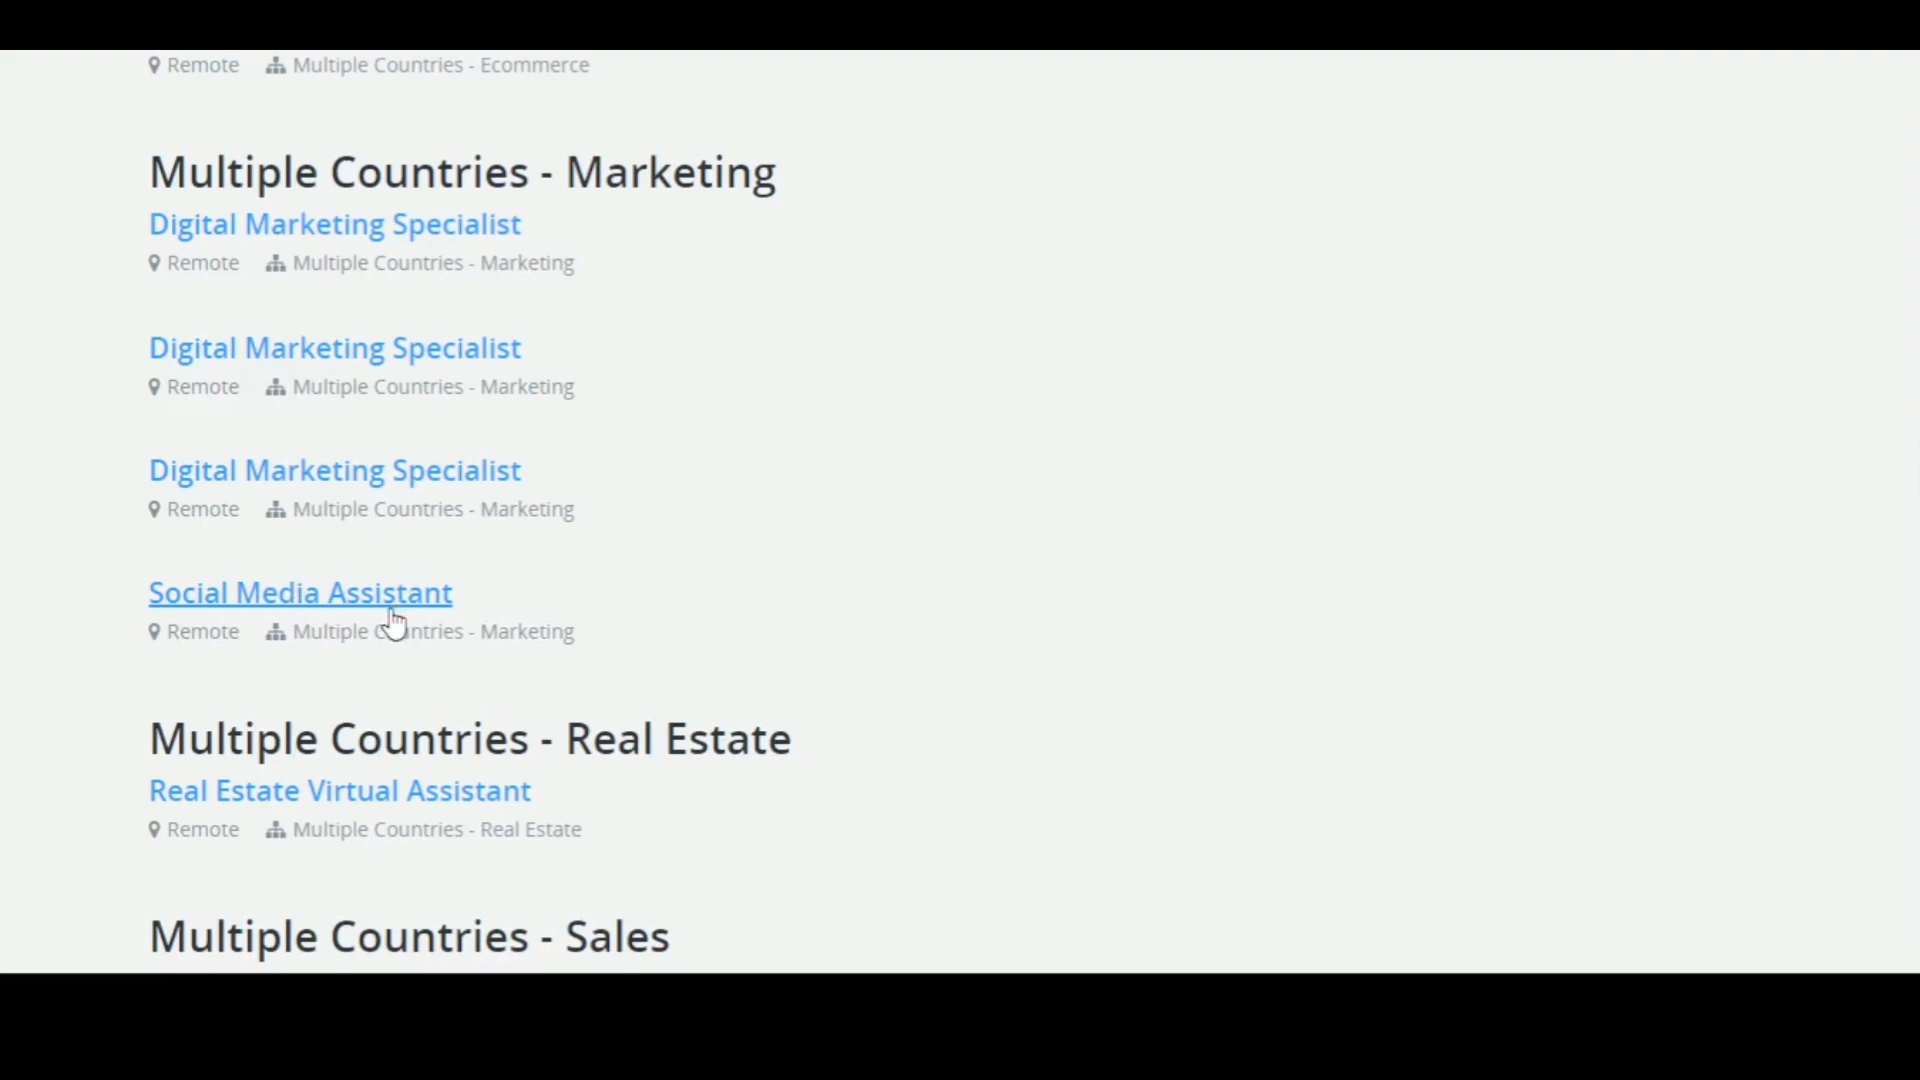 Remote Multiple Countries - Ecommerce
Multiple Countries - Marketing
Digital Marketing Specialist
Remote Multiple Countries - Marketing
Digital Marketing Specialist
Remote Multiple Countries - Marketing
Digital Marketing Specialist
Remote Multiple Countries - Marketing
Social Media Assistant
Remote Multiple Countries - Marketing
Multiple Countries - Real Estate
Real Estate Virtual Assistant
Remote Multiple Countries - Real Estate
Multiple Countries - Sales